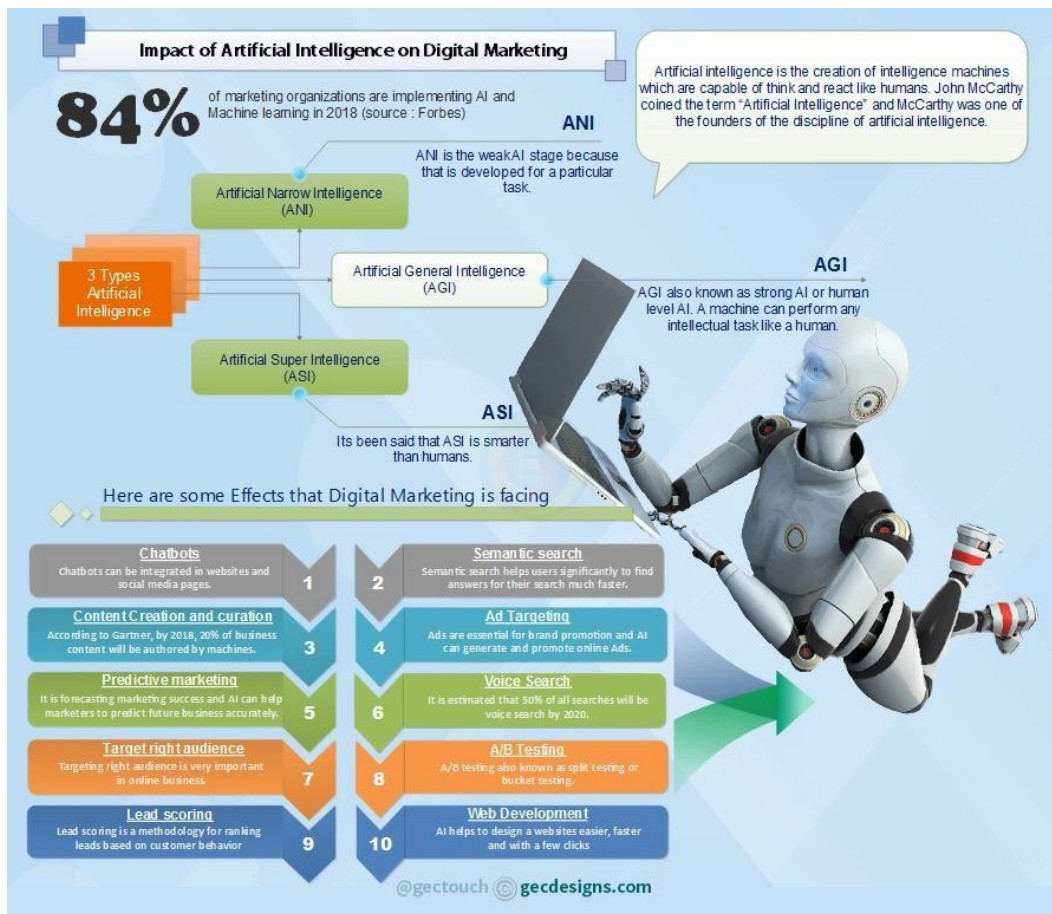 Impact of Artificial Intelligence on Digital Marketing
84%
of marketing organizations are implementing AI and
Machine learning in 2018 (source : Forbes)
Artificial intelligence is the creation of intelligence machines
which are capable of think and react like humans. John McCarthy
coined the term “Artificial Intelligence” and McCarthy was one of
the founders of the discipline of artificial intelligence.
ANI
ANI is the weak AI stage because
that is developed for a particular
task.
Artificial Narrow Intelligence
(ANI)
3 Types
Artificial
Intelligence
Artificial General Intelligence
(AGI)
AGI
AGI also known as strong AI or human
level AI. A machine can perform any
intellectual task like a human.
Artificial Super Intelligence
(ASI)
ASI
Its been said that ASI is smarter
than humans.
Here are some Effects that Digital Marketing is facing
Chatbots
Chatbots can be integrated in websites and
social media pages.
1
2
Semantic search
Semantic search helps users significantly to find
answers for their search much faster.
Content Creation and curation
According to Gartner, by 2018, 20% of business
content will be authored by machines.
3
4
Ad Targeting
Ads are essential for brand promotion and AI
can generate and promote online Ads.
Predictive marketing
It is forecasting marketing success and AI can help
marketers to predict future business accurately.
5
6
Voice Search
It is estimated that 50% of all searches will be
voice search by 2020.
Target right audience
Targeting right audience is very important
in online business.
7
8
A/B Testing
A/B testing also known as split testing or
bucket testing.
Lead scoring
Lead scoring is a methodology for ranking
leads based on customer behavior
9
10
Web Development
AI helps to design a websites easier, faster
and with a few clicks
@gectouch © gecdesigns.com